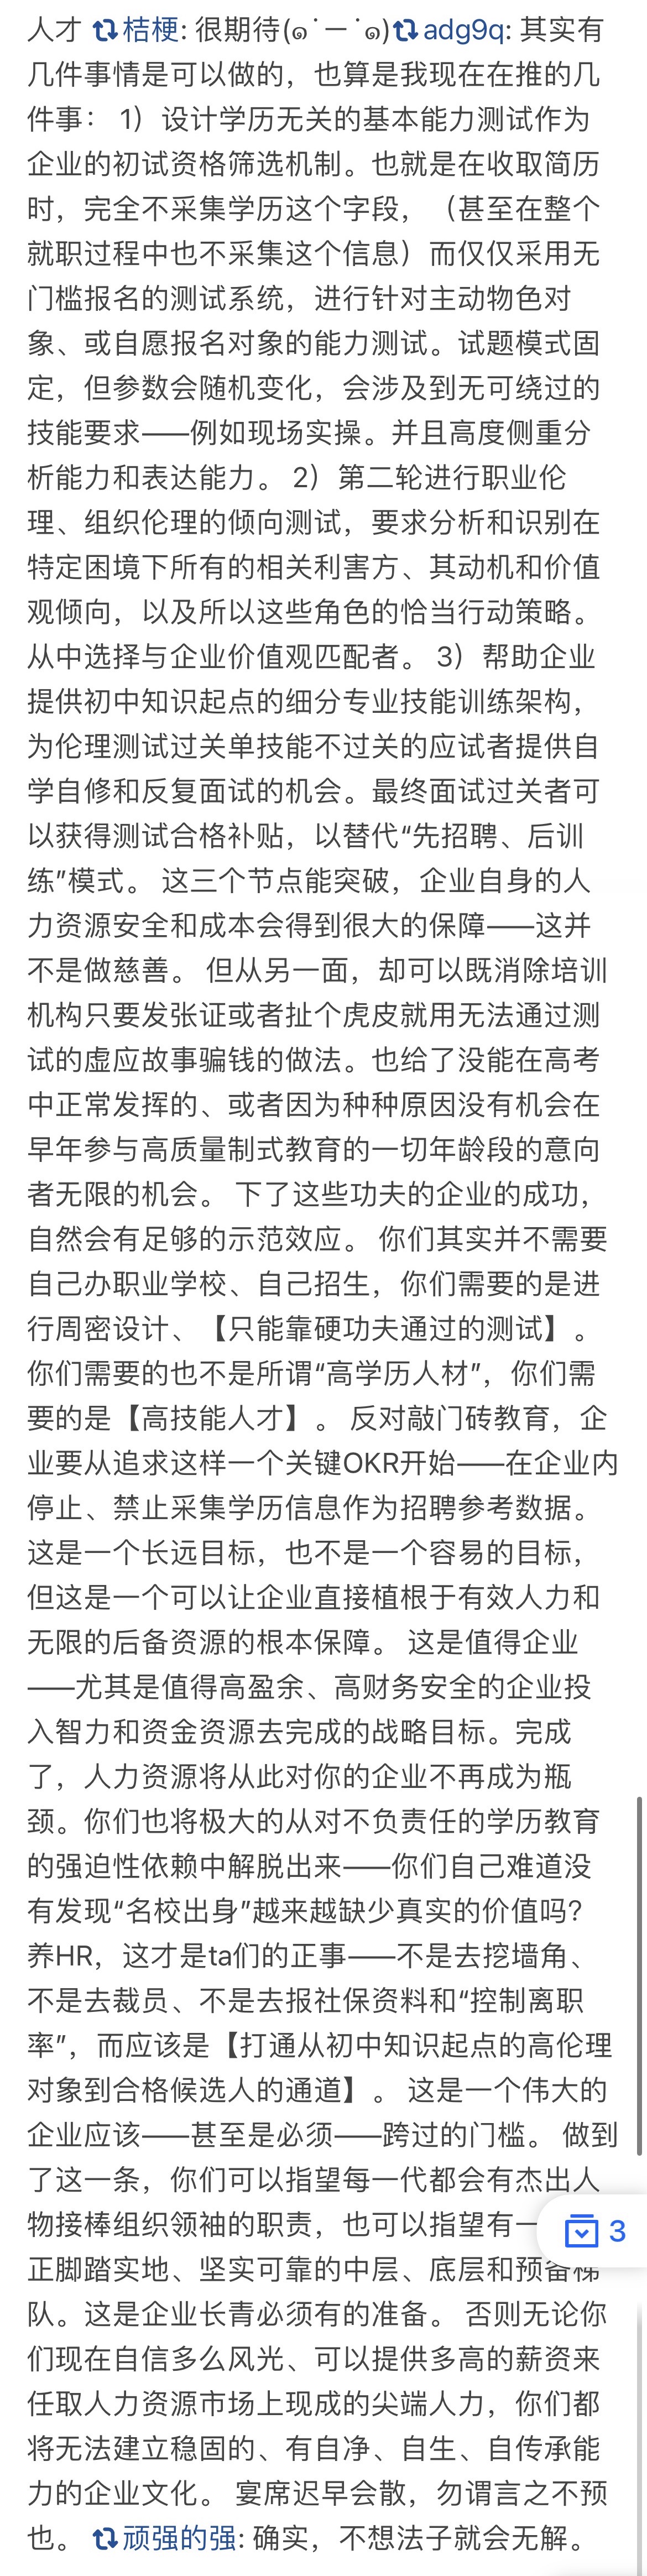 人才 桔梗: 很期待(๑˙ー˙๑) adg9q: 其实有
几件事情是可以做的，也算是我现在在推的几
件事： 1）设计学历无关的基本能力测试作为
企业的初试资格筛选机制。也就是在收取简历
时，完全不采集学历这个字段，（甚至在整个
就职过程中也不采集这个信息）而仅仅采用无
门槛报名的测试系统，进行针对主动物色对
象、或自愿报名对象的能力测试。试题模式固
定，但参数会随机变化，会涉及到无可绕过的
技能要求——例如现场实操。并且高度侧重分
析能力和表达能力。 2）第二轮进行职业伦
理、组织伦理的倾向测试，要求分析和识别在
特定困境下所有的相关利害方、其动机和价值
观倾向，以及所以这些角色的恰当行动策略。
从中选择与企业价值观匹配者。 3）帮助企业
提供初中知识起点的细分专业技能训练架构，
为伦理测试过关单技能不过关的应试者提供自
学自修和反复面试的机会。最终面试过关者可
以获得测试合格补贴，以替代“先招聘、后训
练”模式。 这三个节点能突破，企业自身的人
力资源安全和成本会得到很大的保障——这并
不是做慈善。 但从另一面，却可以既消除培训
机构只要发张证或者扯个虎皮就用无法通过测
试的虚应故事骗钱的做法。也给了没能在高考
中正常发挥的、或者因为种种原因没有机会在
早年参与高质量制式教育的一切年龄段的意向
者无限的机会。 下了这些功夫的企业的成功，
自然会有足够的示范效应。 你们其实并不需要
自己办职业学校、自己招生，你们需要的是进
行周密设计、【只能靠硬功夫通过的测试】。
你们需要的也不是所谓“高学历人材”，你们需
要的是【高技能人才】。 反对敲门砖教育，企
业要从追求这样一个关键OKR开始——在企业内
停止、禁止采集学历信息作为招聘参考数据。
这是一个长远目标，也不是一个容易的目标，
但这是一个可以让企业直接植根于有效人力和
无限的后备资源的根本保障。 这是值得企业
——尤其是值得高盈余、高财务安全的企业投
入智力和资金资源去完成的战略目标。完成
了，人力资源将从此对你的企业不再成为瓶
颈。你们也将极大的从对不负责任的学历教育
的强迫性依赖中解脱出来——你们自己难道没
有发现“名校出身”越来越缺少真实的价值吗？
养HR，这才是ta们的正事——不是去挖墙角、
不是去裁员、不是去报社保资料和“控制离职
率”，而应该是【打通从初中知识起点的高伦理
对象到合格候选人的通道】。 这是一个伟大的
企业应该——甚至是必须——跨过的门槛。 做到
了这一条，你们可以指望每一代都会有杰出人
物接棒组织领袖的职责，也可以指望有一
3
正脚踏实地、坚实可靠的中层、底层和预备梯
队。这是企业长青必须有的准备。 否则无论你
们现在自信多么风光、可以提供多高的薪资来
任取人力资源市场上现成的尖端人力，你们都
将无法建立稳固的、有自净、自生、自传承能
力的企业文化。 宴席迟早会散，勿谓言之不预
也。 顽强的强: 确实，不想法子就会无解。